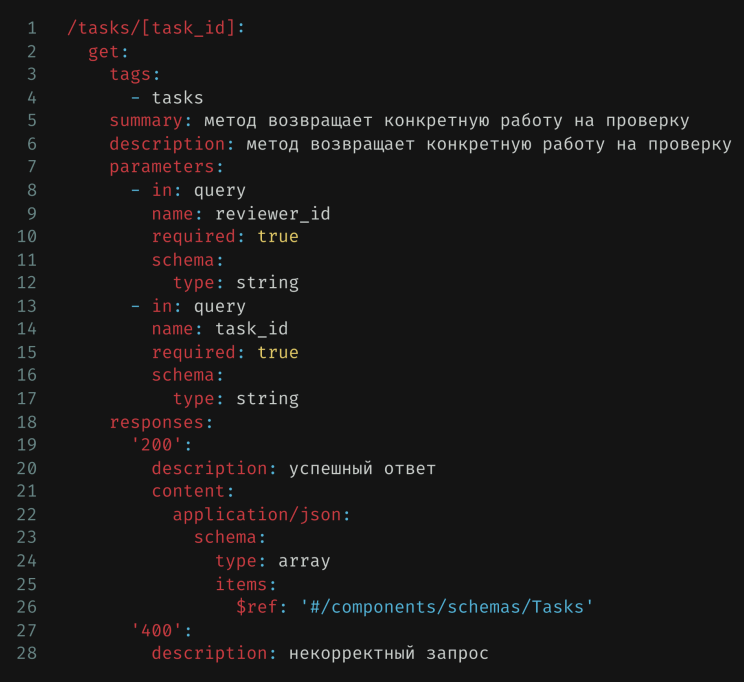 1 /tasks/[task_id]:
2   get:
3     tags:
4       - tasks
5     summary: метод возвращает конкретную работу на проверку
6     description: метод возвращает конкретную работу на проверку
7     parameters:
8       - in: query
9         name: reviewer_id
10         required: true
11         schema:
12           type: string
13       - in: query
14         name: task_id
15         required: true
16         schema:
17           type: string
18     responses:
19       '200':
20         description: успешный ответ
21         content:
22           application/json:
23             schema:
24               type: array
25               items:
26                 $ref: '#/components/schemas/Tasks'
27       '400':
28         description: некорректный запрос